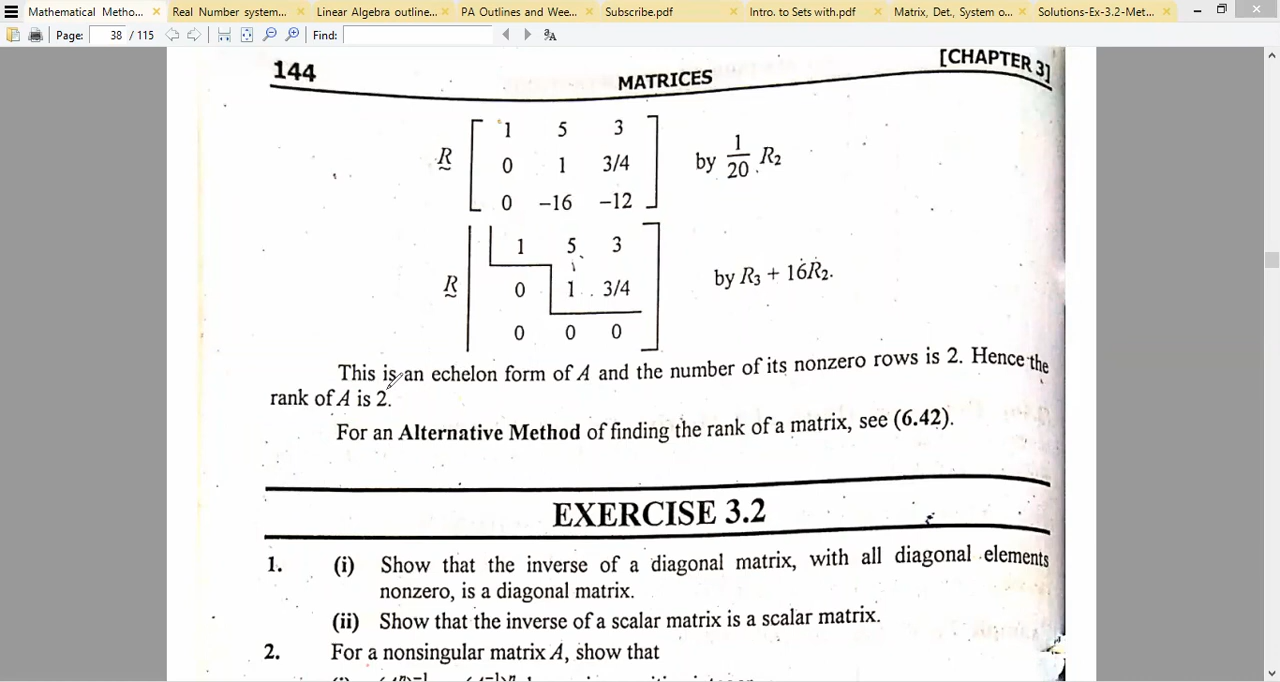 Mathematical Metho... Real Number system... Linear Algebra outline... PA Outlines and Wee... Subscribe.pdf Intro. to Sets with.pdf Matrix, Det., System o... Solutions-Ex-3.2-Met...
Page: 38 / 115 Find:
144 MATRICES [CHAPTER 3]
1 5 3
R 0 1 3/4 by 1/20 R2
0 −16 −12
1 5 3
R 0 1 3/4 by R3 + 16R2.
0 0 0
This is an echelon form of A and the number of its nonzero rows is 2. Hence the
rank of A is 2.
For an Alternative Method of finding the rank of a matrix, see (6.42).
EXERCISE 3.2
1. (i) Show that the inverse of a diagonal matrix, with all diagonal elements
nonzero, is a diagonal matrix.
(ii) Show that the inverse of a scalar matrix is a scalar matrix.
2. For a nonsingular matrix A, show that